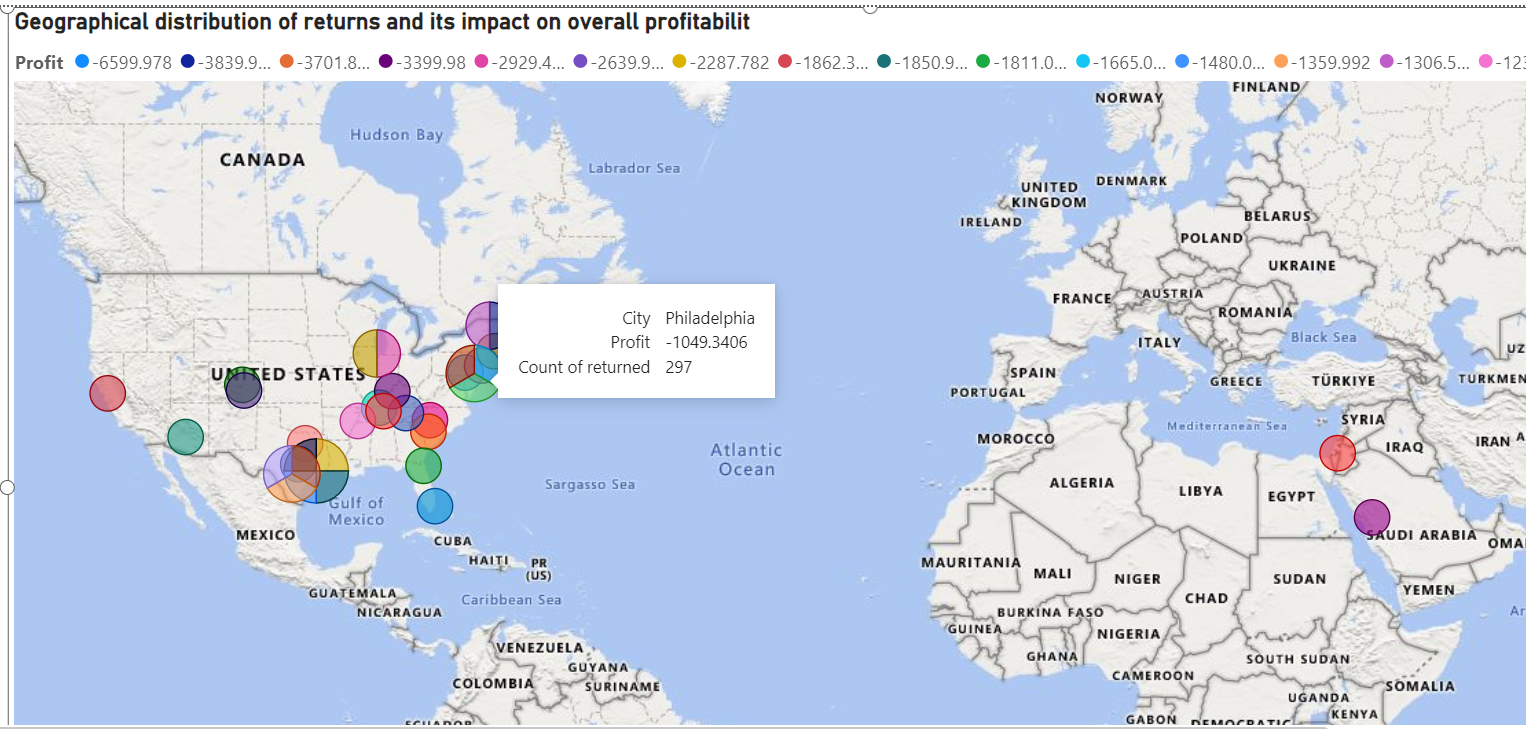 Geographical distribution of returns and its impact on overall profitabilit
Profit -6599.978 -3839.9... -3701.8... -3399.98 -2929.4... -2639.9... -2287.782 -1862.3... -1850.9... -1811.0... -1665.0... -1480.0... -1359.992 -1306.5...
FINLAND
NORWAY
Hudson Bay
CANADA
Labrador Sea
DENMARK
UNITED
KINGDOM
IRELAND
BELARUS
POLAND
UKRAINE
AUSTRIA
FRANCE
ROMANIA
City Philadelphia
Profit -1049.3406
Count of returned 297
Black Sea
ITALY
UNITED STATES
SPAIN
PORTUGAL
GREECE
TÜRKIYE
SYRIA
Mediterranean Sea
MOROCCO
IRAQ
IRAN
Atlantic
Ocean
ALGERIA
LIBYA
EGYPT
Sargasso Sea
Gulf of
Mexico
MEXICO
SAUDI ARABIA
CUBA
HAITI
PR
(US)
MAURITANIA
MALI
NIGER
SUDAN
CHAD
YEMEN
GUATEMALA
Caribbean Sea
NICARAGUA
BURKINA FASO
GUINEA
NIGERIA
VENEZUELA
GHANA
SOUTH SUDAN
GUYANA
CAMEROON
COLOMBIA
SURINAME
SOMALIA
UGANDA
KENYA
GABON
DEMOCRATIC
ECUADOR